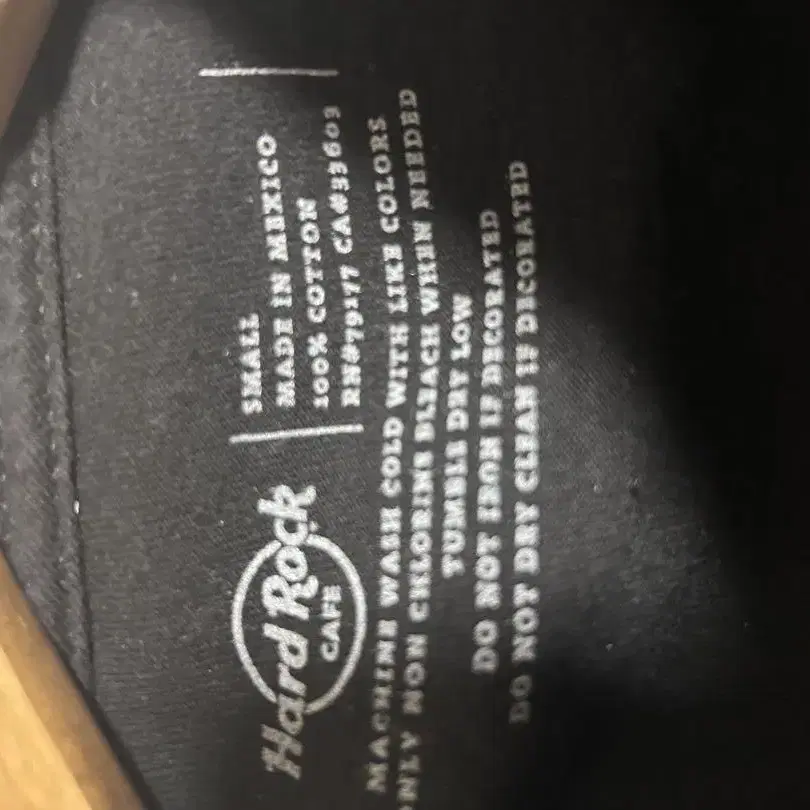 Hard Rock
CAFE
SMALL
MADE IN MEXICO
100% COTTON
RN#79177 CA#33603
MACHINE WASH COLD WITH LIKE COLORS
ONLY NON CHLORINE BLEACH WHEN NEEDED
TUMBLE DRY LOW
DO NOT IRON IF DECORATED
DO NOT DRY CLEAN IF DECORATED